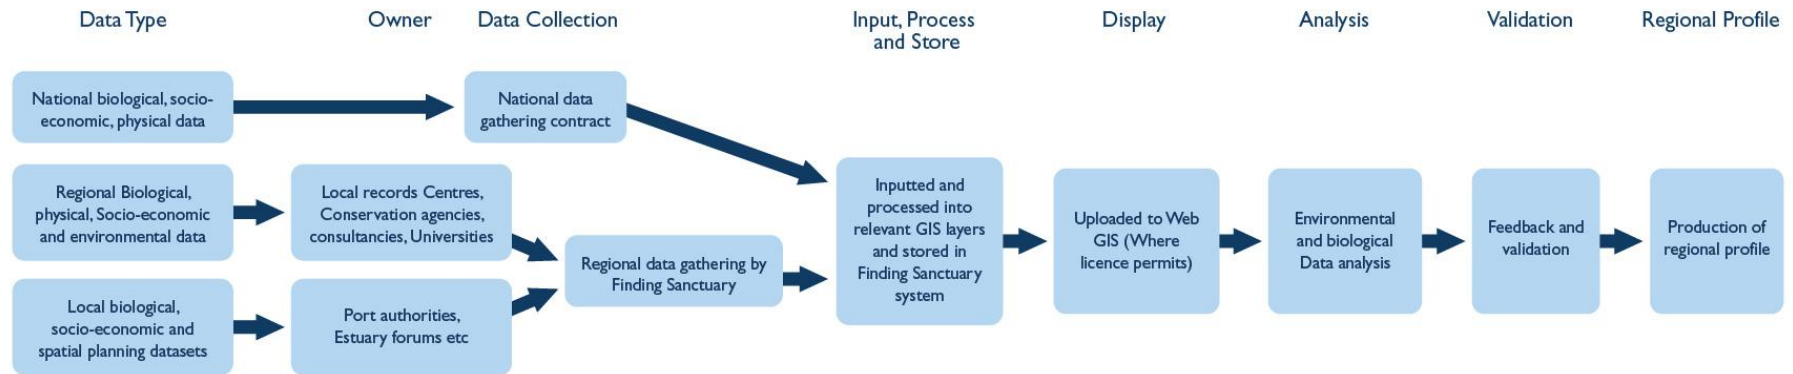 Data Type
Owner
Data Collection
Input, Process
and Store
Display
Analysis
Validation
Regional Profile
National biological, socio-
economic, physical data
National data
gathering contract
Regional Biological,
physical, Socio-economic
and environmental data
Local records Centres,
Conservation agencies,
consultancies, Universities
Local biological,
socio-economic and
spatial planning datasets
Port authorities,
Estuary forums etc
Regional data gathering by
Finding Sanctuary
Inputted and
processed into
relevant GIS layers
and stored in
Finding Sanctuary
system
Uploaded to Web
GIS (Where
licence permits)
Environmental
and biological
Data analysis
Feedback and
validation
Production of
regional profile